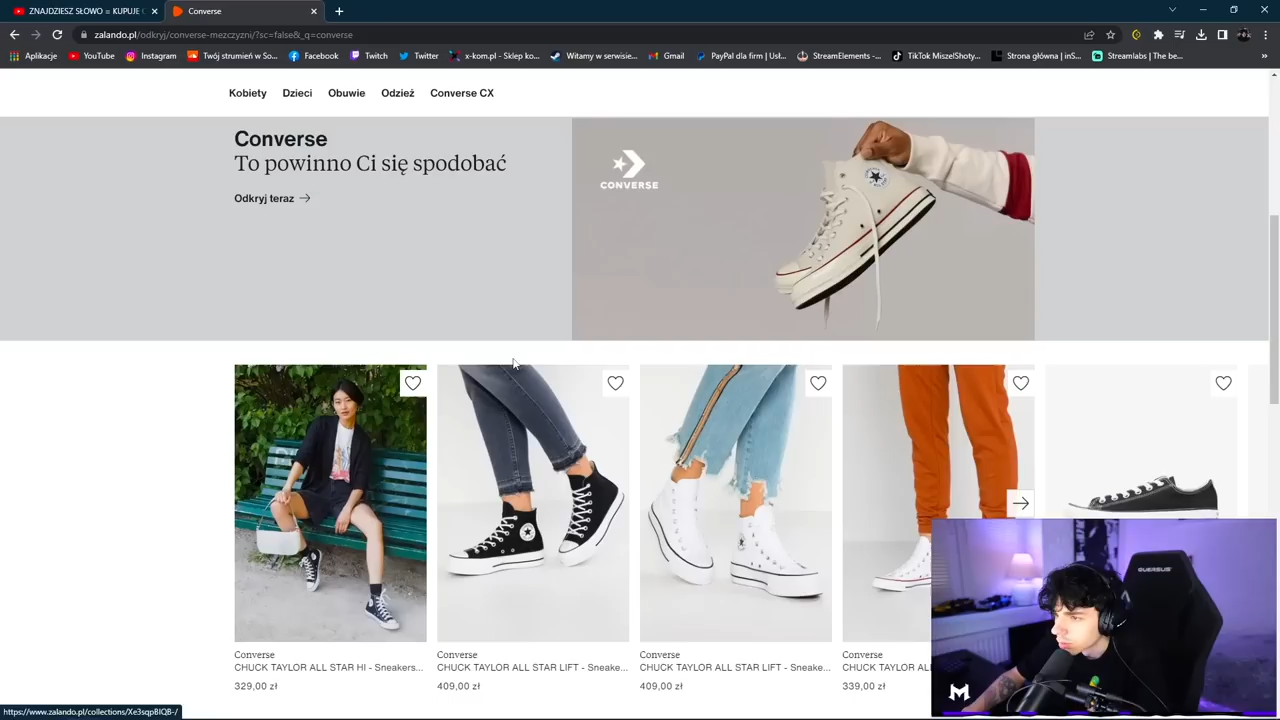 ZNAJDZIESZ SŁOWO = KUPUJĘ
Converse
zalando.pl/odkryj/converse-mezczyzni/?sc=false&_q=converse
Aplikacje YouTube Instagram Twój strumień w So... Facebook Twitch Twitter x-kom.pl - Sklep ko... Witamy w serwisie... Gmail PayPal dla firm | Usł... StreamElements -... TikTok MiszelShoty... Strona główna | inS... Streamlabs | The be...
Kobiety Dzieci Obuwie Odzież Converse CX
Converse
To powinno Ci się spodobać
Odkryj teraz
CONVERSE
QUERSUS
Converse Converse Converse Converse
CHUCK TAYLOR ALL STAR HI - Sneakers... CHUCK TAYLOR ALL STAR LIFT - Sneake... CHUCK TAYLOR ALL STAR LIFT - Sneake... CHUCK TAYLOR ALL
329,00 zł 409,00 zł 409,00 zł 339,00 zł
https://www.zalando.pl/collections/Xe3sqpBlQB-/